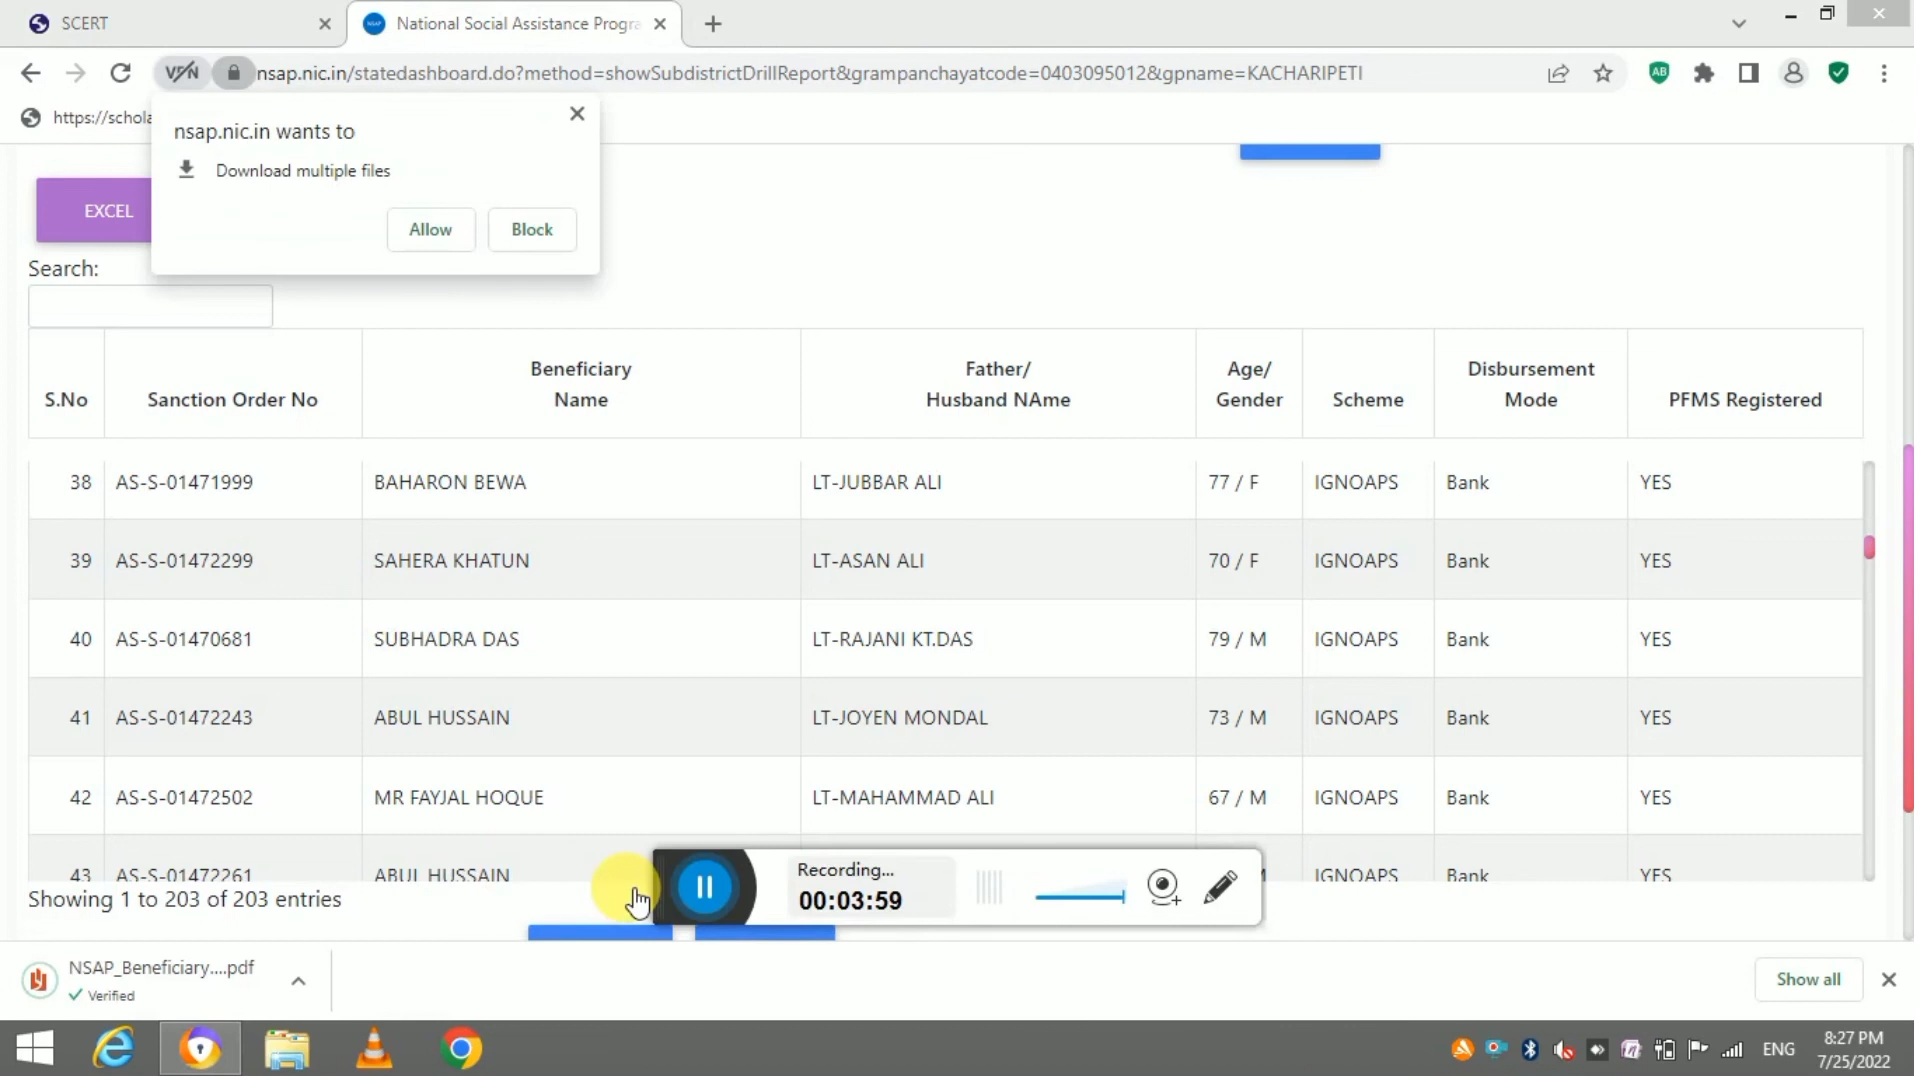 SCERT
National Social Assistance Progra
VPN
nsap.nic.in/statedashboard.do?method=showSubdistrictDrillReport&grampanchayatcode=0403095012&gpname=KACHARIPETI
AB
https://schola
nsap.nic.in wants to
Download multiple files
Allow Block
EXCEL
Search:
S.No Sanction Order No Beneficiary Name Father/ Husband NAme Age/ Gender Scheme Disbursement Mode PFMS Registered
38 AS-S-01471999 BAHARON BEWA LT-JUBBAR ALI 77 / F IGNOAPS Bank YES
39 AS-S-01472299 SAHERA KHATUN LT-ASAN ALI 70 / F IGNOAPS Bank YES
40 AS-S-01470681 SUBHADRA DAS LT-RAJANI KT.DAS 79 / M IGNOAPS Bank YES
41 AS-S-01472243 ABUL HUSSAIN LT-JOYEN MONDAL 73 / M IGNOAPS Bank YES
42 AS-S-01472502 MR FAYJAL HOQUE LT-MAHAMMAD ALI 67 / M IGNOAPS Bank YES
43 AS-S-01472261 ABUL HUSSAIN IGNOAPS Bank YES
Recording...
00:03:59
Showing 1 to 203 of 203 entries
NSAP_Beneficiary....pdf
Verified
Show all
ENG
8:27 PM
7/25/2022